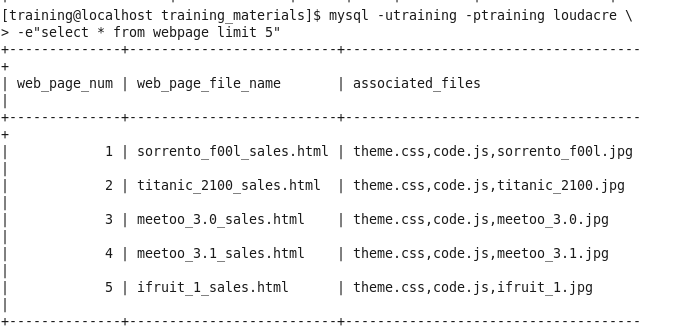 [training@localhost training_materials]$ mysql -utraining -ptraining loudacre \
> -e"select * from webpage limit 5"
+--------------+--------------------------+-------------------------------------
+
| web_page_num | web_page_file_name       | associated_files
|
+--------------+--------------------------+-------------------------------------
+
|            1 | sorrento_f00l_sales.html | theme.css,code.js,sorrento_f00l.jpg
|
|            2 | titanic_2100_sales.html  | theme.css,code.js,titanic_2100.jpg
|
|            3 | meetoo_3.0_sales.html    | theme.css,code.js,meetoo_3.0.jpg
|
|            4 | meetoo_3.1_sales.html    | theme.css,code.js,meetoo_3.1.jpg
|
|            5 | ifruit_1_sales.html      | theme.css,code.js,ifruit_1.jpg
|
+--------------+--------------------------+-------------------------------------